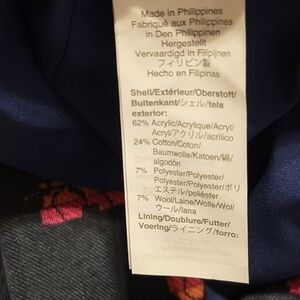 Made in Philippines
Fabriqué aux Philippines
in Den Philippinen
Hergestellt
Vervaardigd in Filipijnen
フィリピン製
Hecho en Filipinas
Shell/Extérieur/Oberstoff/
Buitenkant/シェル/tela
exterior:
62% Acrylic/Acrylique/Acryl/
Acryl/アクリル/acrílico
24% Cotton/Coton/
Baumwolle/Katoen/綿/
algodón
7% Polyester/Polyester/
Polyester/Polyester/ポリ
エステル/poliéster
7% Wool/Laine/Wolle/Wol/
ウール/lana
Lining/Doublure/Futter/
Voering/ライニング/forro: